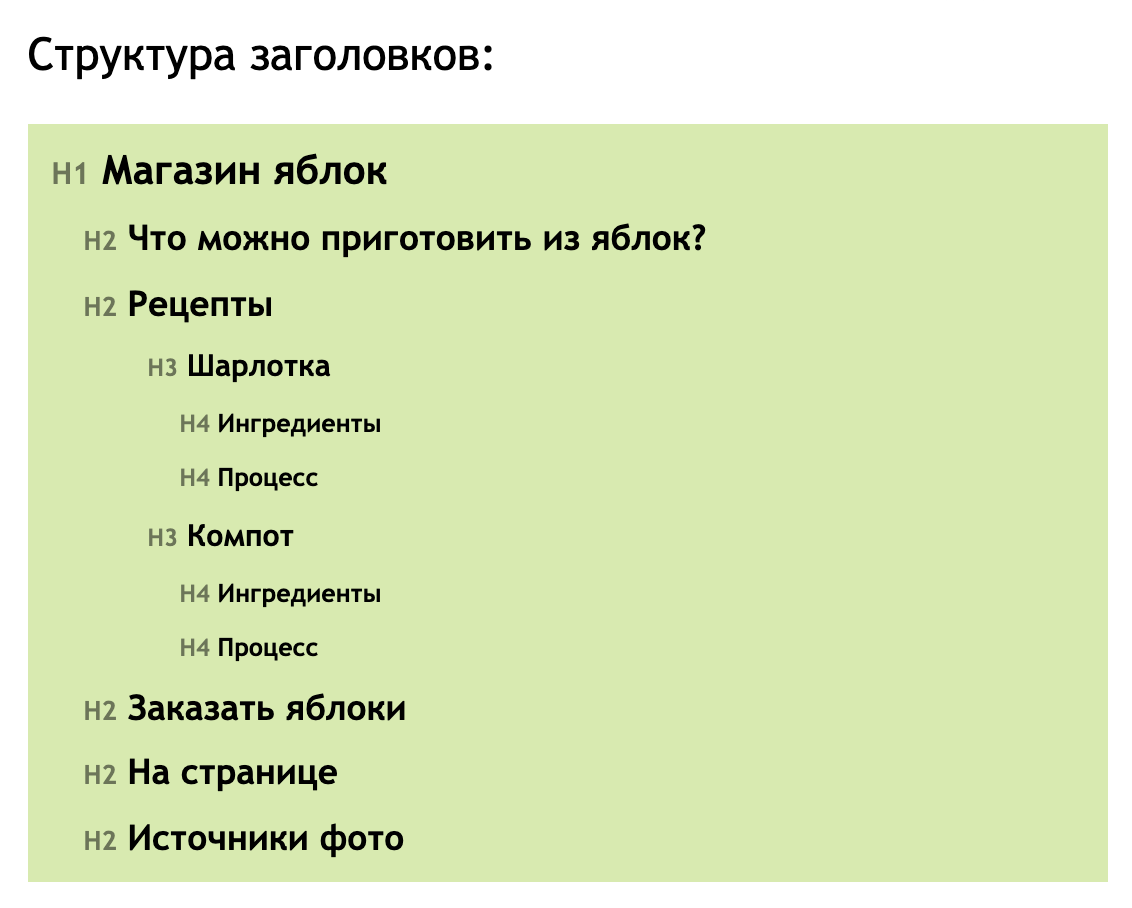 Структура заголовков:
H1 Магазин яблок
H2 Что можно приготовить из яблок?
H2 Рецепты
H3 Шарлотка
H4 Ингредиенты
H4 Процесс
H3 Компот
H4 Ингредиенты
H4 Процесс
H2 Заказать яблоки
H2 На странице
H2 Источники фото